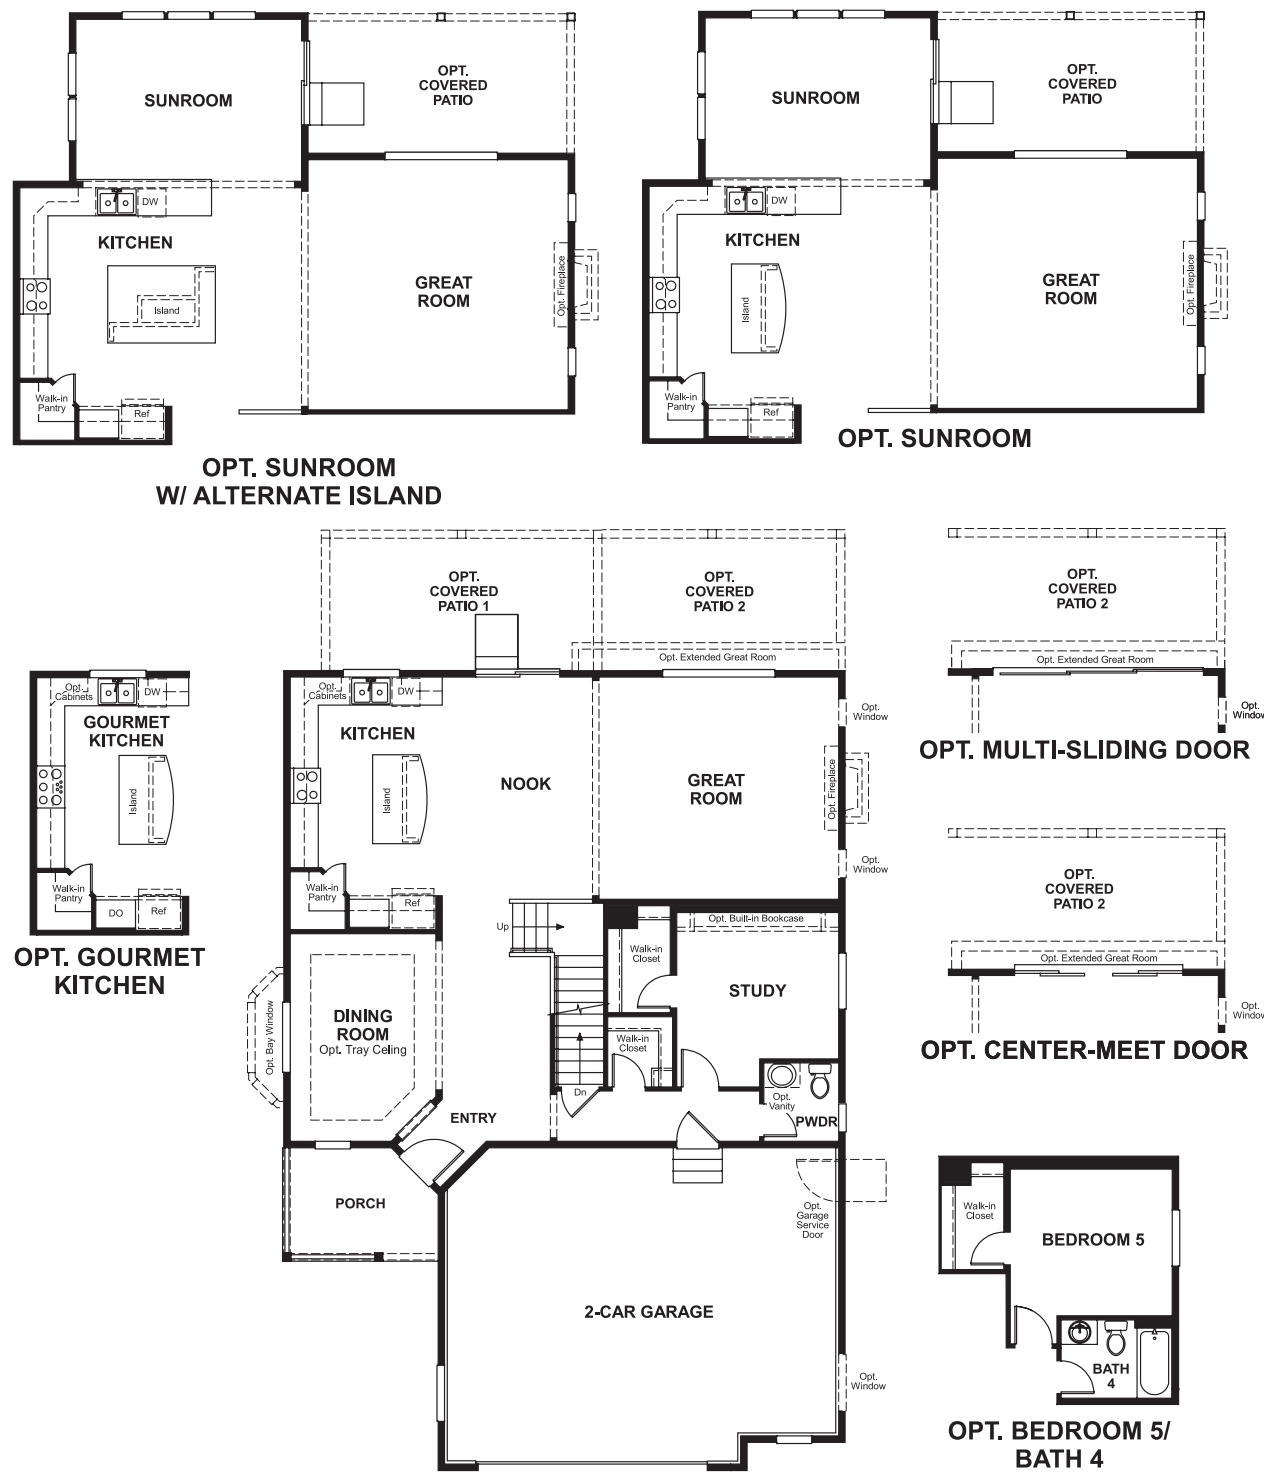 SUNROOM
OPT.
COVERED
PATIO
DW
KITCHEN
Island
GREAT
ROOM
Opt. Fireplace
Walk-in
Pantry
Ref
OPT. SUNROOM
W/ ALTERNATE ISLAND
SUNROOM
OPT.
COVERED
PATIO
DW
KITCHEN
Island
GREAT
ROOM
Opt. Fireplace
Walk-in
Pantry
Ref
OPT. SUNROOM
Opt.
Cabinets
DW
GOURMET
KITCHEN
Island
Walk-in
Pantry
DO
Ref
OPT. GOURMET
KITCHEN
OPT.
COVERED
PATIO 1
OPT.
COVERED
PATIO 2
Opt. Extended Great Room
Opt.
Cabinets
DW
KITCHEN
Island
NOOK
GREAT
ROOM
Opt.
Window
Opt. Fireplace
Opt.
Window
Walk-in
Pantry
Ref
Up
Walk-in
Closet
Opt. Built-in Bookcase
STUDY
Opt. Bay Window
DINING
ROOM
Opt. Tray Celing
Walk-in
Closet
Dn
Opt.
Vanity
PWDR
ENTRY
PORCH
Opt.
Garage
Service
Door
2-CAR GARAGE
Opt.
Window
OPT.
COVERED
PATIO 2
Opt. Extended Great Room
Opt.
Window
OPT. MULTI-SLIDING DOOR
OPT.
COVERED
PATIO 2
Opt. Extended Great Room
Opt.
Window
OPT. CENTER-MEET DOOR
Walk-in
Closet
BEDROOM 5
BATH
4
OPT. BEDROOM 5/
BATH 4